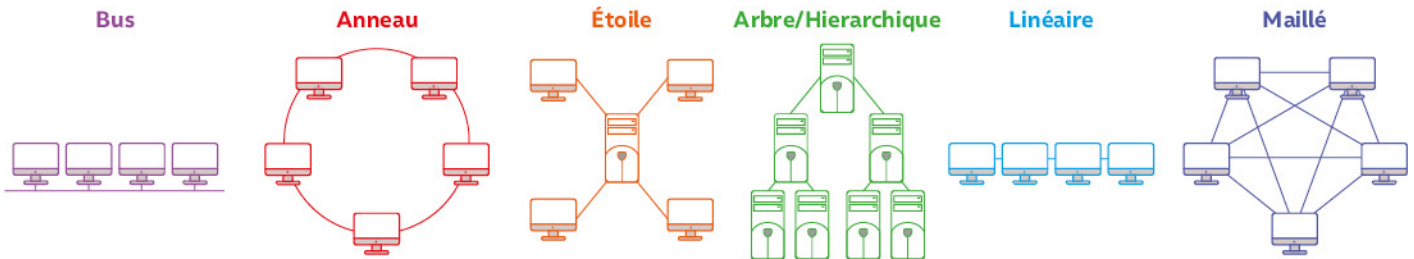 Bus
Anneau
Étoile
Arbre/Hierarchique
Linéaire
Maillé